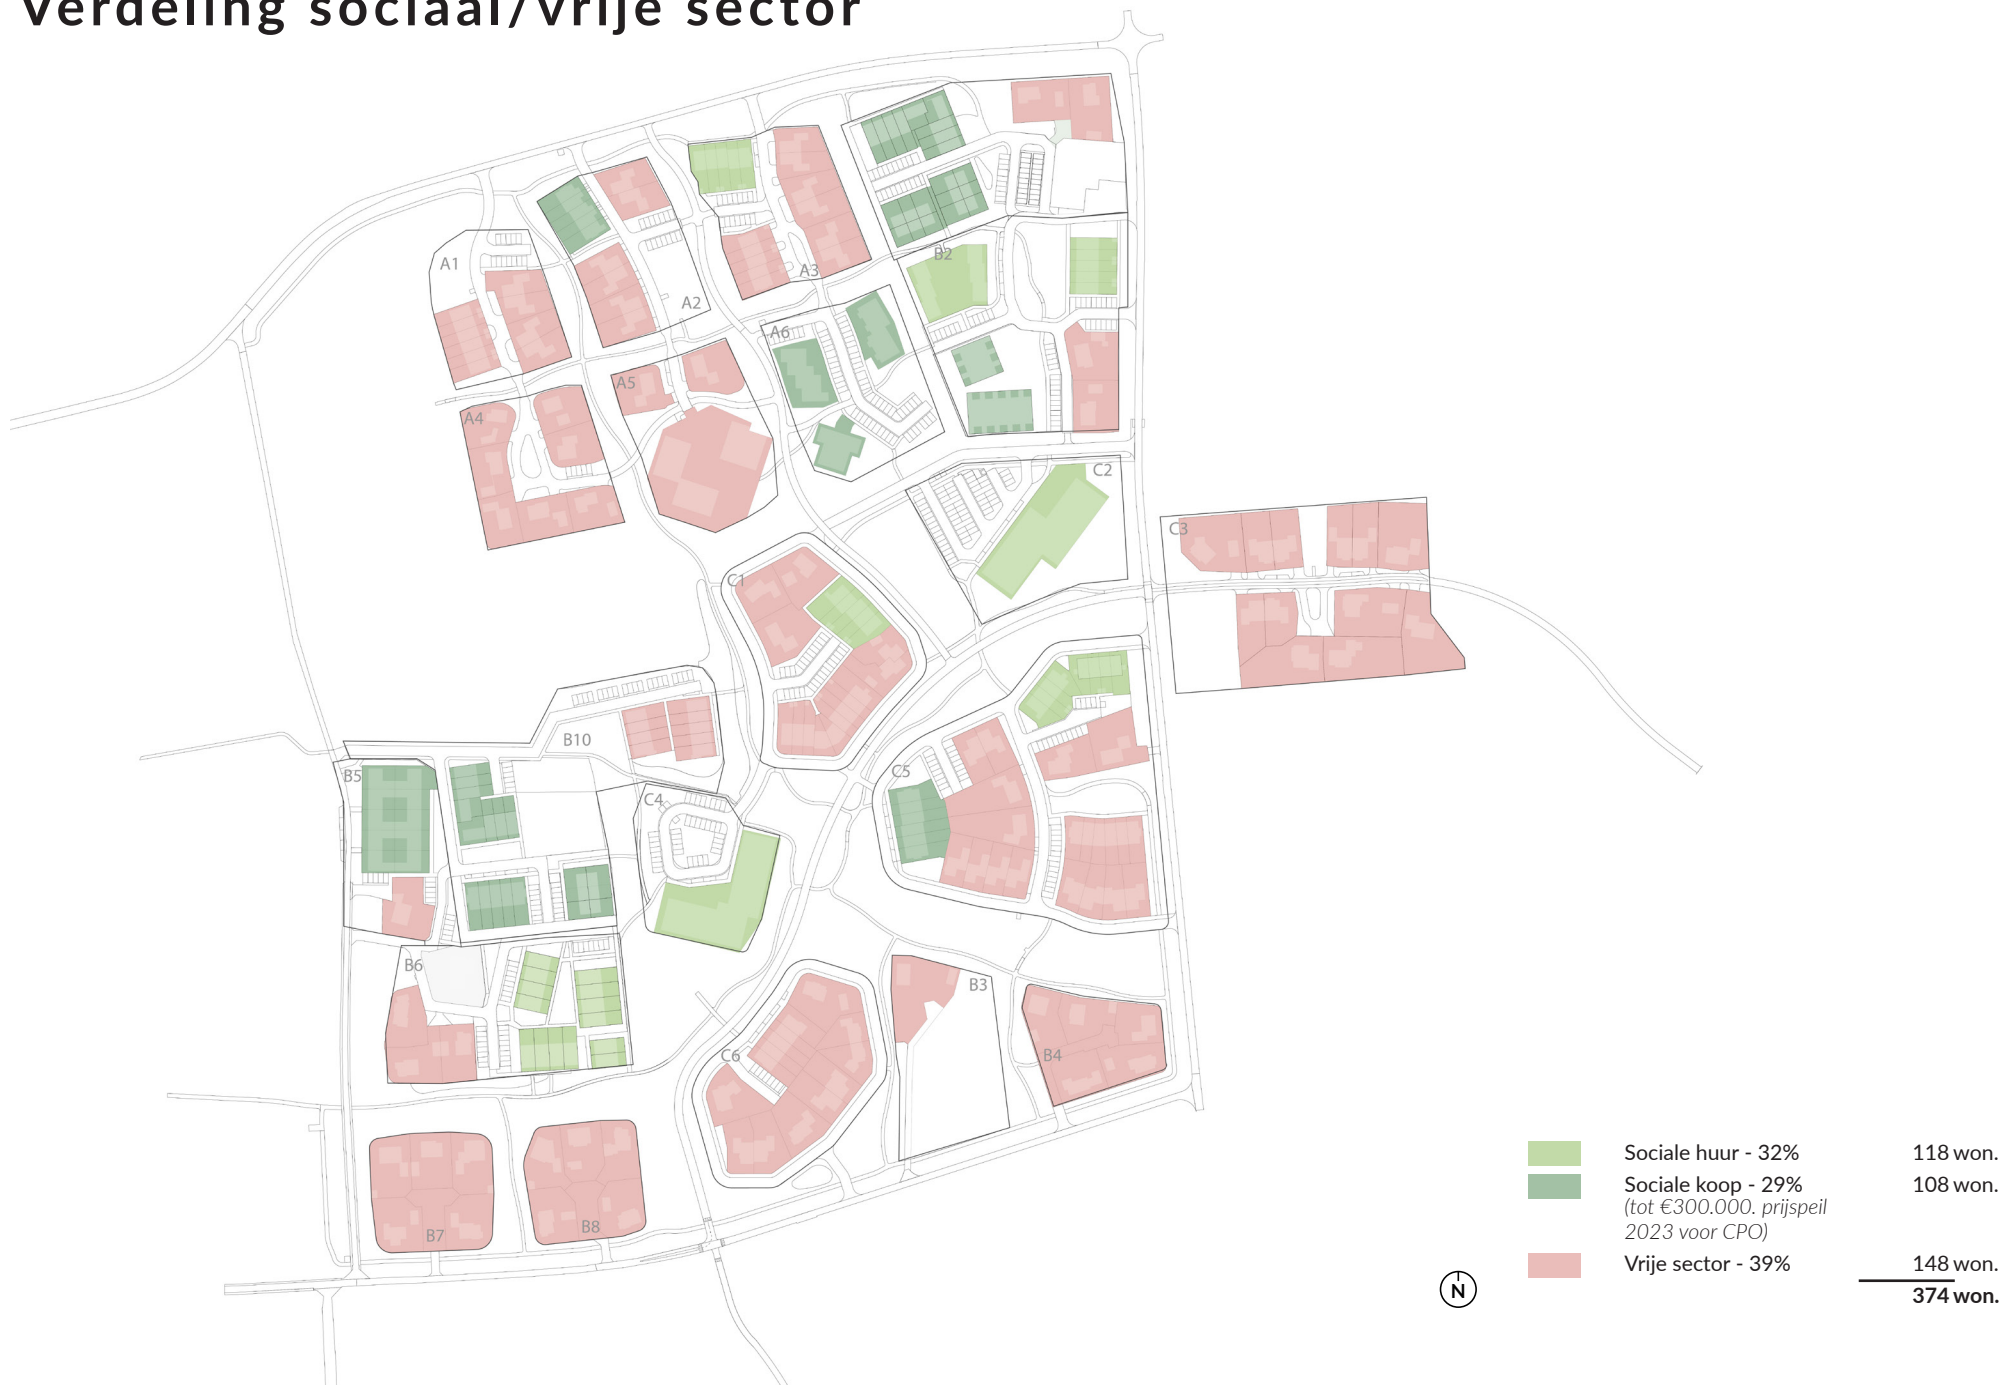 Verdeling sociaal/vrije sector
A1
A2
A3
B2
A6
A5
A4
C2
C3
C1
B10
B5
C4
C5
B6
B3
C6
B4
B7
B8
Sociale huur - 32% 118 won.
Sociale koop - 29% 108 won.
(tot €300.000. prijspeil
2023 voor CPO)
Vrije sector - 39% 148 won.
374 won.
N